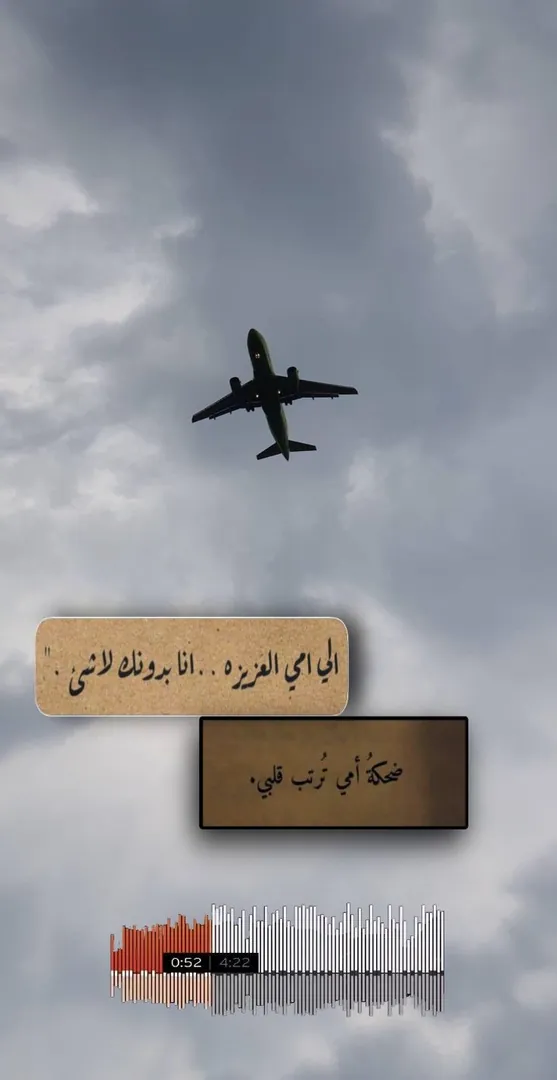 الي امي العزيزه . . انا بدونك لاشئ . "
ضحكةُ أمي تُرتب قلبي.
0:52 4:22